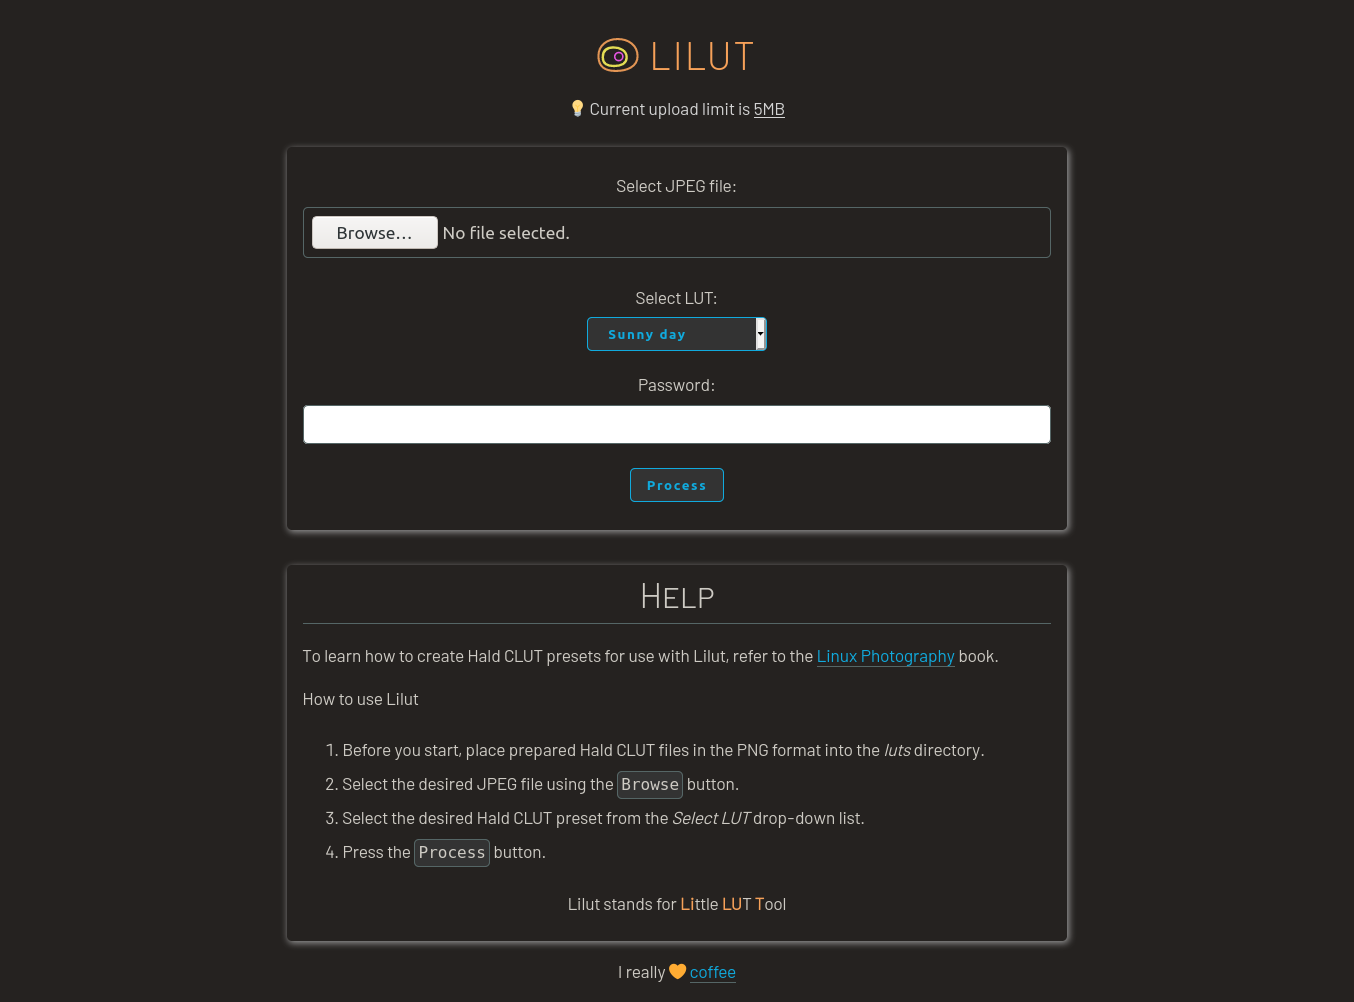 LILUT
💡 Current upload limit is 5MB
Select JPEG file:
Browse... No file selected.
Select LUT:
Sunny day
Password:
Process
HELP
To learn how to create Hald CLUT presets for use with Lilut, refer to the Linux Photography book.
How to use Lilut
1. Before you start, place prepared Hald CLUT files in the PNG format into the luts directory.
2. Select the desired JPEG file using the Browse button.
3. Select the desired Hald CLUT preset from the Select LUT drop-down list.
4. Press the Process button.
Lilut stands for Little LUT Tool
I really 🧡 coffee